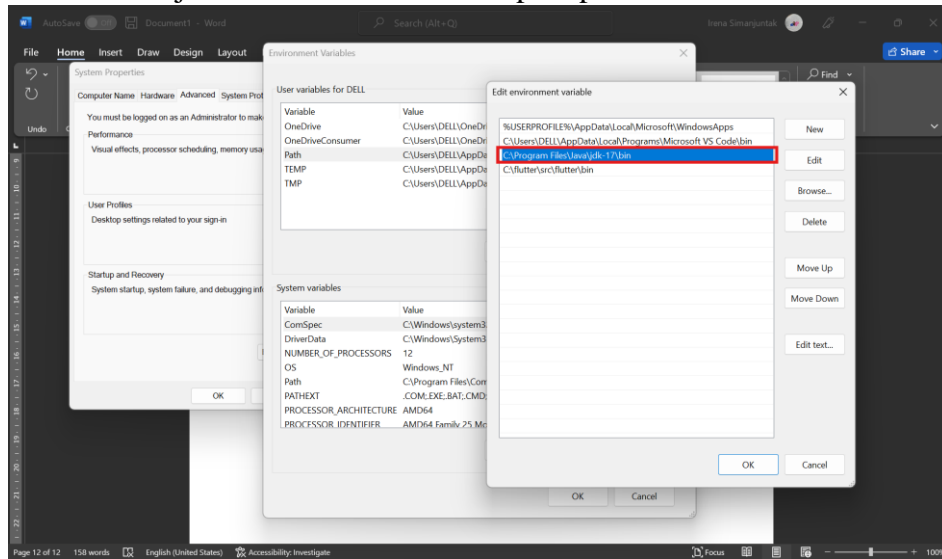 AutoSave Off Document1 - Word Search (Alt+Q) Irena Simanjuntak
File Home Insert Draw Design Layout Share
Undo
Find
System Properties
Computer Name Hardware Advanced System Prot
You must be logged on as an Administrator to mak
Performance
Visual effects, processor scheduling, memory usa
User Profiles
Desktop settings related to your sign-in
Startup and Recovery
System startup, system failure, and debugging inf
OK
Environment Variables
User variables for DELL
Variable Value
OneDrive C:\Users\DELL\OneDr
OneDriveConsumer C:\Users\DELL\OneDr
Path C:\Users\DELL\AppDa
TEMP C:\Users\DELL\AppDa
TMP C:\Users\DELL\AppDa
System variables
Variable Value
ComSpec C:\Windows\system3
DriverData C:\Windows\System3
NUMBER_OF_PROCESSORS 12
OS Windows_NT
Path C:\Program Files\Com
PATHEXT .COM;.EXE;.BAT;.CMD;
PROCESSOR_ARCHITECTURE AMD64
PROCESSOR_IDENTIFIER AMD64 Family 25 Mo
OK Cancel
Edit environment variable
%USERPROFILE%\AppData\Local\Microsoft\WindowsApps
C:\Users\DELL\AppData\Local\Programs\Microsoft VS Code\bin
C:\Program Files\Java\jdk-17\bin
C:\flutter\src\flutter\bin
New
Edit
Browse...
Delete
Move Up
Move Down
Edit text...
OK Cancel
Page 12 of 12 158 words English (United States) Accessibility: Investigate Focus 100%